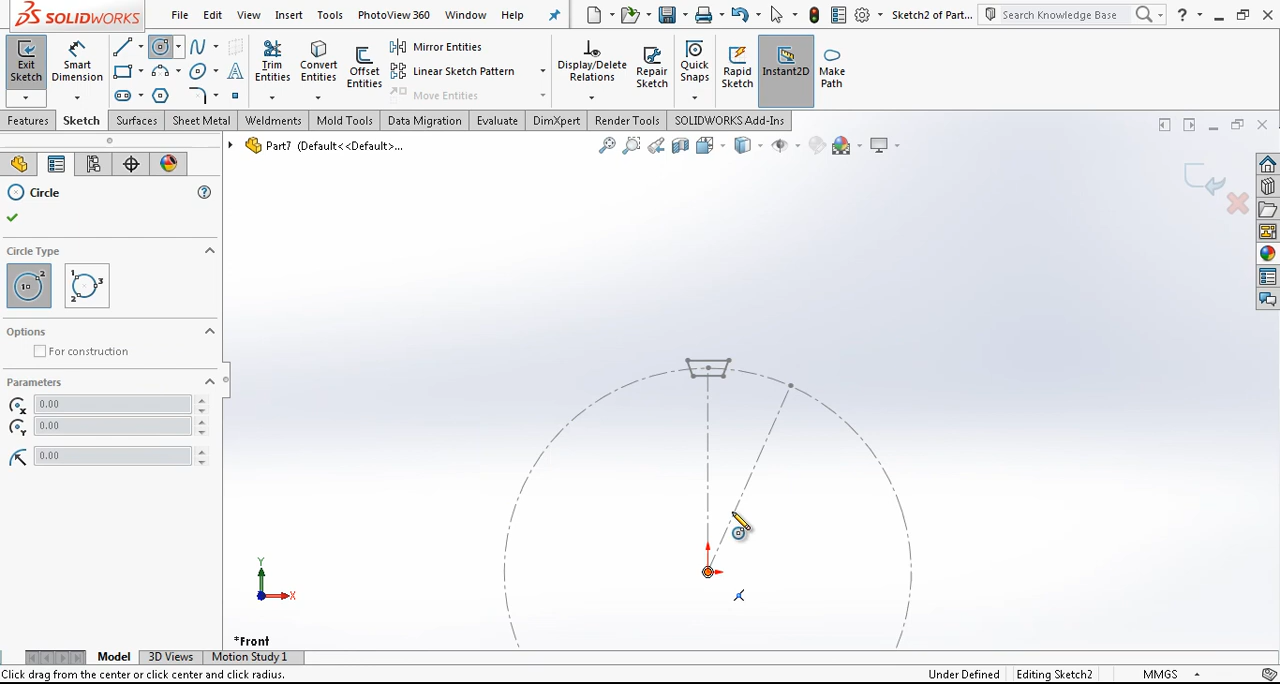 SOLIDWORKS File Edit View Insert Tools PhotoView 360 Window Help Sketch2 of Part... Search Knowledge Base ?
Exit Sketch
Smart Dimension
Trim Entities
Convert Entities
Offset Entities
Mirror Entities
Linear Sketch Pattern
Move Entities
Display/Delete Relations
Repair Sketch
Quick Snaps
Rapid Sketch
Instant2D
Make Path
Features Sketch Surfaces Sheet Metal Weldments Mold Tools Data Migration Evaluate DimXpert Render Tools SOLIDWORKS Add-Ins
Part7 (Default<<Default>...
Circle
Circle Type
Options
For construction
Parameters
0.00
0.00
0.00
Y
X
*Front
Model 3D Views Motion Study 1
Click drag from the center or click center and click radius. Under Defined Editing Sketch2 MMGS